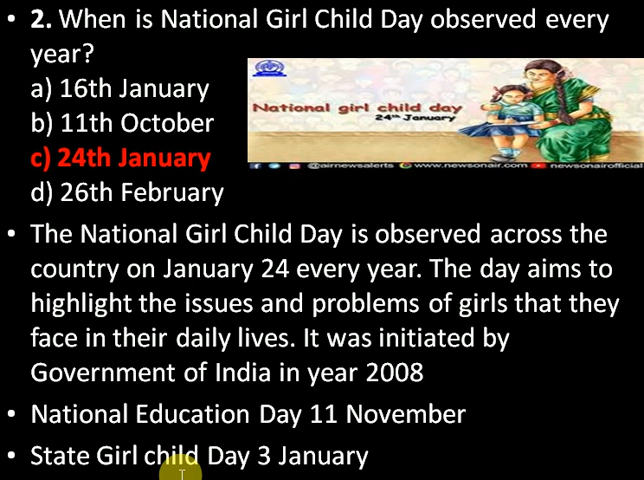 • 2. When is National Girl Child Day observed every
year?
a) 16th January
b) 11th October
c) 24th January
d) 26th February
National girl child day
24th January
@airnewsalerts www.newsonair.com newsonairofficial
• The National Girl Child Day is observed across the
country on January 24 every year. The day aims to
highlight the issues and problems of girls that they
face in their daily lives. It was initiated by
Government of India in year 2008
• National Education Day 11 November
• State Girl child Day 3 January